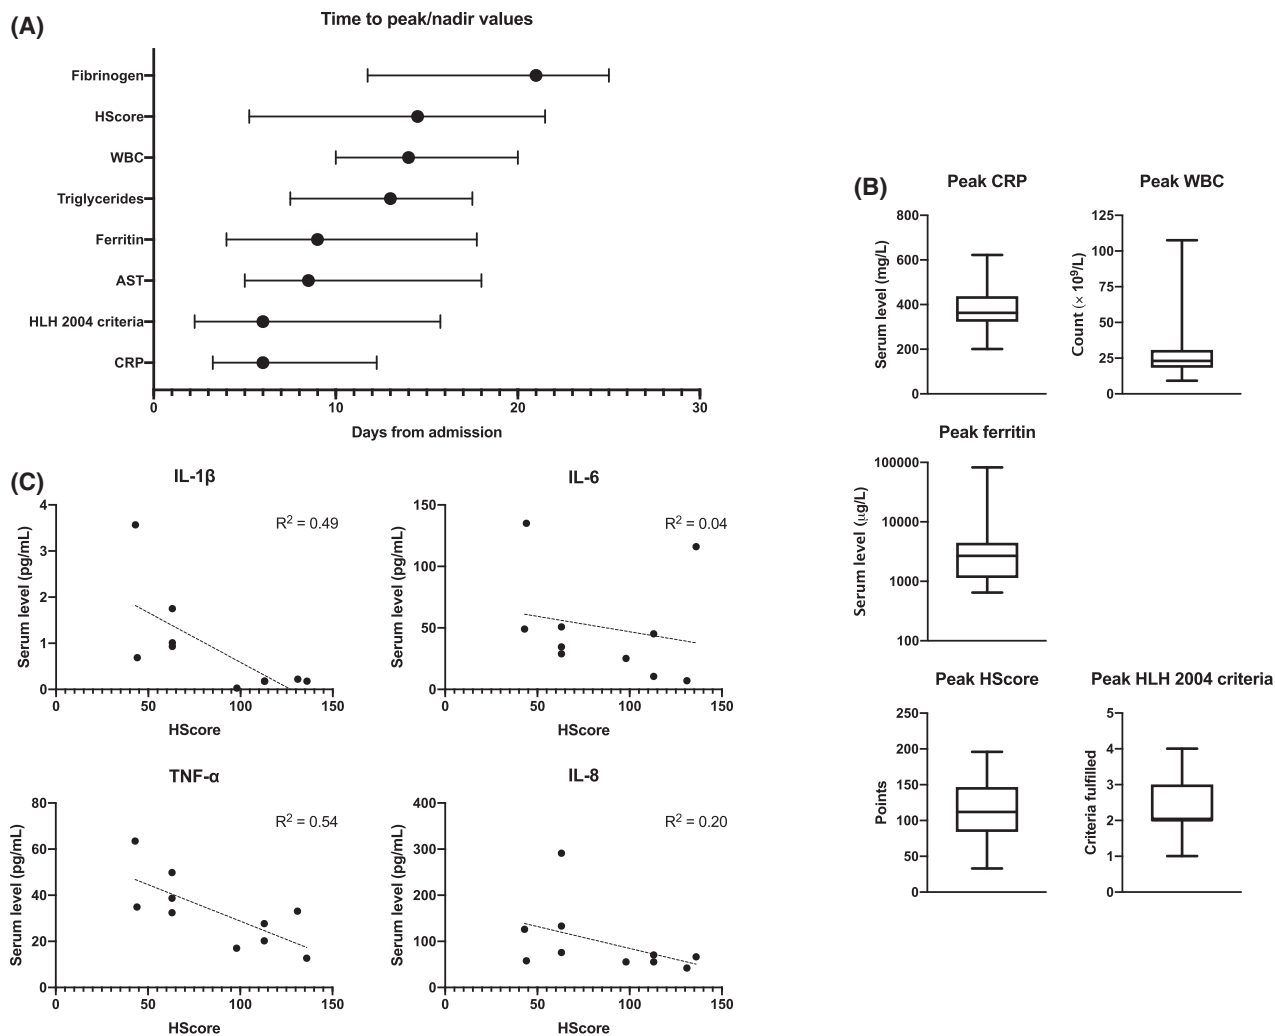 (A)
Time to peak/nadir values
Fibrinogen
HScore
WBC
Triglycerides
Ferritin
AST
HLH 2004 criteria
CRP
0 10 20 30
Days from admission
(B)
Peak CRP
Serum level (mg/L)
800
600
400
200
0
Peak WBC
Count (× 10⁹/L)
125
100
75
50
25
0
Peak ferritin
Serum level (μg/L)
100000
10000
1000
100
Peak HScore
Points
250
200
150
100
50
0
Peak HLH 2004 criteria
Criteria fulfilled
5
4
3
2
1
0
(C)
IL-1β
R² = 0.49
Serum level (pg/mL)
4
3
2
1
0
0 50 100 150
HScore
IL-6
R² = 0.04
Serum level (pg/mL)
150
100
50
0
0 50 100 150
HScore
TNF-α
R² = 0.54
Serum level (pg/mL)
80
60
40
20
0
0 50 100 150
HScore
IL-8
R² = 0.20
Serum level (pg/mL)
400
300
200
100
0
0 50 100 150
HScore